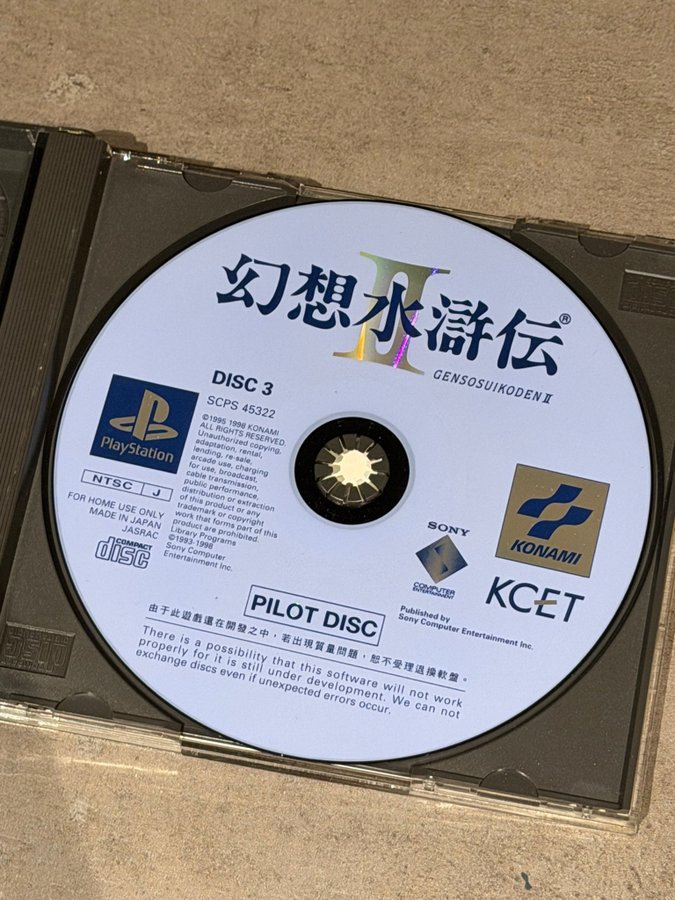 幻想水滸伝®
II
GENSOSUIKODEN II
DISC 3
SCPS 45322
PlayStation
©1995 1998 KONAMI
ALL RIGHTS RESERVED.
Unauthorized copying,
adaptation, rental,
lending, re-sale,
arcade use, charging
for use, broadcast,
cable transmission,
public performance,
distribution or extraction
of this product or any
trademark or copyright
work that forms part of
this product are prohibited.
Library Programs
©1993-1998
Sony Computer
Entertainment Inc.
NTSC J
FOR HOME USE ONLY
MADE IN JAPAN
JASRAC
COMPACT
disc
KONAMI
SONY
COMPUTER
ENTERTAINMENT
KCET
Published by
Sony Computer Entertainment Inc.
PILOT DISC
由于此遊戲還在開發之中，若出現質量問題，恕不受理退換軟盤。
There is a possibility that this software will not work
properly for it is still under development. We can not
exchange discs even if unexpected errors occur.